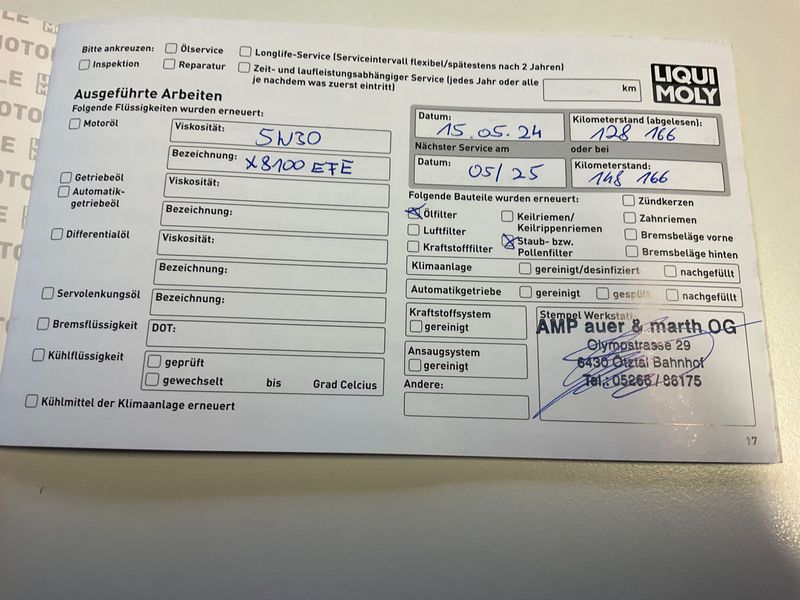 Bitte ankreuzen: Ölservice Longlife-Service (Serviceintervall flexibel/spätestens nach 2 Jahren)
Inspektion Reparatur Zeit- und laufleistungsabhängiger Service (jedes Jahr oder alle km
je nachdem was zuerst eintritt)
LIQUI
MOLY
Ausgeführte Arbeiten
Folgende Flüssigkeiten wurden erneuert:
Motoröl
Viskosität: 5W30
Bezeichnung: X8100 EFE
Getriebeöl
Automatik-
getriebeöl
Viskosität:
Bezeichnung:
Differentialöl
Viskosität:
Bezeichnung:
Servolenkungsöl
Bezeichnung:
Bremsflüssigkeit
DOT:
Kühlflüssigkeit
geprüft
gewechselt bis Grad Celcius
Kühlmittel der Klimaanlage erneuert
Datum: 15.05.24
Kilometerstand (abgelesen): 128 166
Nächster Service am oder bei
Datum: 05/25
Kilometerstand: 148 166
Folgende Bauteile wurden erneuert:
Ölfilter
Luftfilter
Kraftstofffilter
Keilriemen/
Keilrippenriemen
Staub- bzw.
Pollenfilter
Zündkerzen
Zahnriemen
Bremsbeläge vorne
Bremsbeläge hinten
Klimaanlage gereinigt/desinfiziert nachgefüllt
Automatikgetriebe gereinigt gespült nachgefüllt
Kraftstoffsystem
gereinigt
Ansaugsystem
gereinigt
Andere:
Stempel Werkstatt
AMP auer & marth OG
Olympstrasse 29
6430 Ötztal Bahnhof
Tel.: 05266 / 88175
17
MOTO